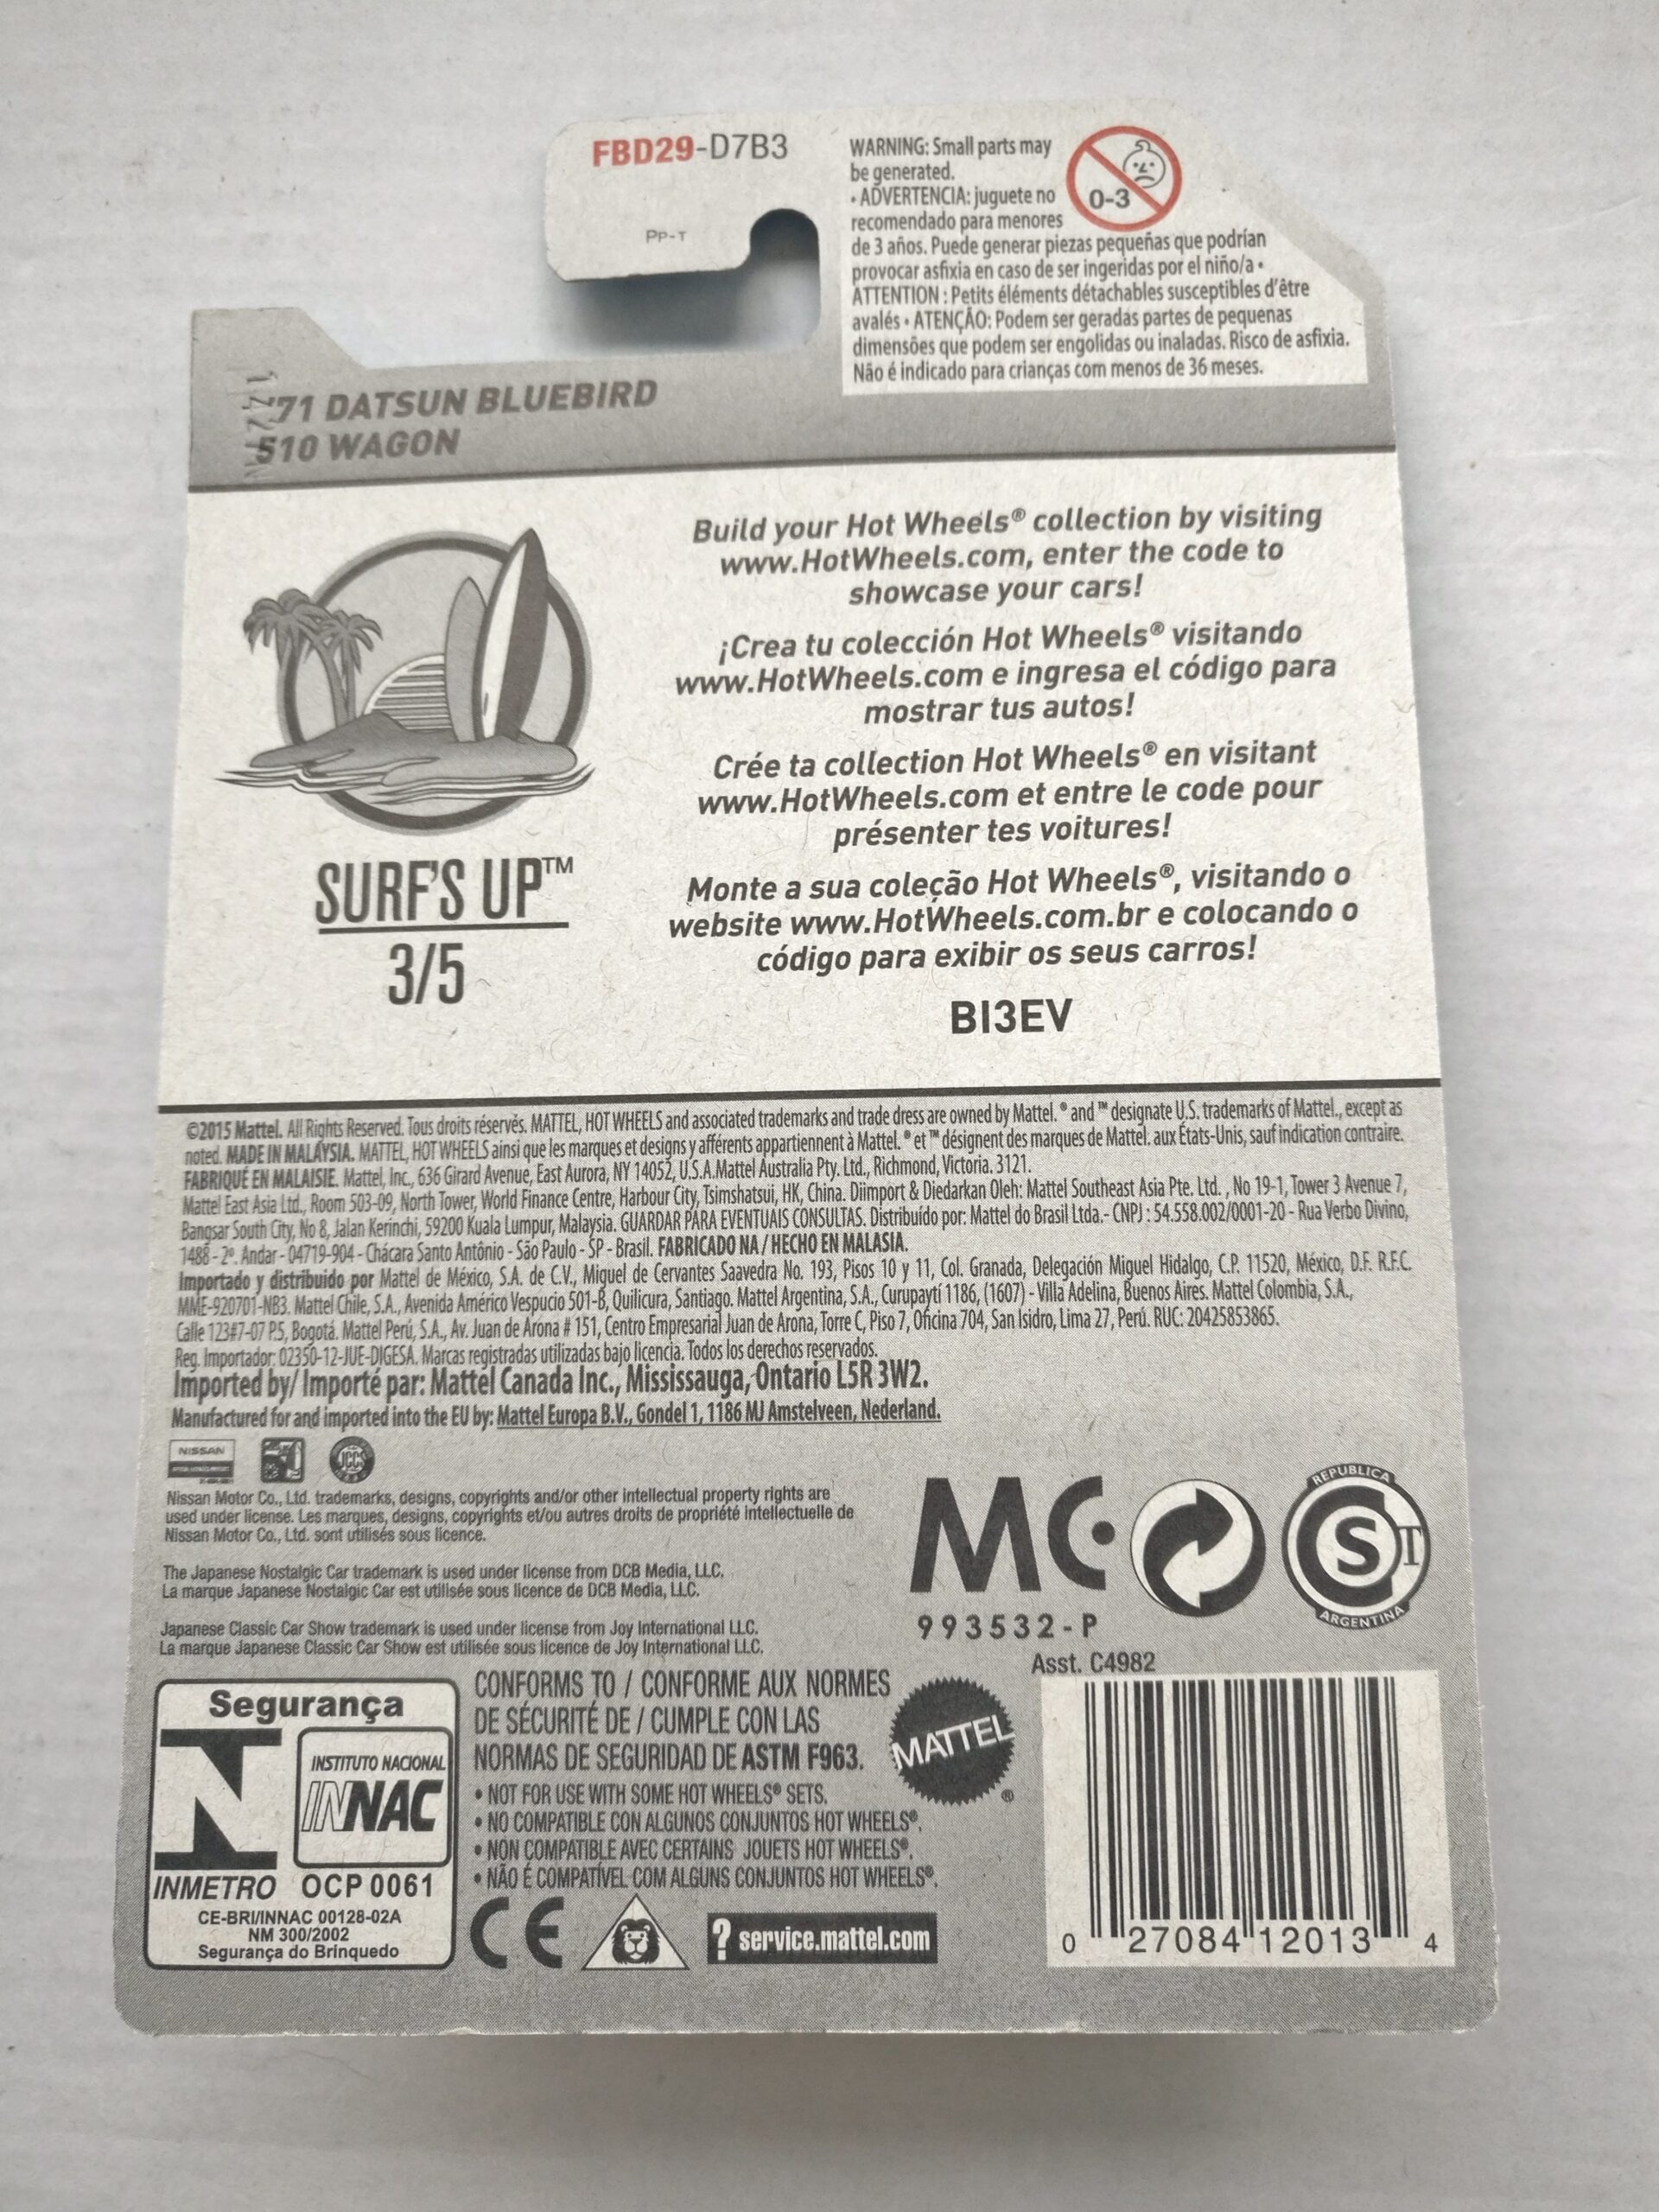 FBD29-D7B3
PP-T
WARNING: Small parts may
be generated.
• ADVERTENCIA: juguete no
recomendado para menores
de 3 años. Puede generar piezas pequeñas que podrían
provocar asfixia en caso de ser ingeridas por el niño/a •
ATTENTION : Petits éléments détachables susceptibles d'être
avalés • ATENÇÃO: Podem ser geradas partes de pequenas
dimensões que podem ser engolidas ou inaladas. Risco de asfixia.
Não é indicado para crianças com menos de 36 meses.
0-3
'71 DATSUN BLUEBIRD
510 WAGON
Build your Hot Wheels® collection by visiting
www.HotWheels.com, enter the code to
showcase your cars!
¡Crea tu colección Hot Wheels® visitando
www.HotWheels.com e ingresa el código para
mostrar tus autos!
Crée ta collection Hot Wheels® en visitant
www.HotWheels.com et entre le code pour
présenter tes voitures!
Monte a sua coleção Hot Wheels®, visitando o
website www.HotWheels.com.br e colocando o
código para exibir os seus carros!
BI3EV
SURF'S UP™
3/5
©2015 Mattel. All Rights Reserved. Tous droits réservés. MATTEL, HOT WHEELS and associated trademarks and trade dress are owned by Mattel. ® and ™ designate U.S. trademarks of Mattel., except as
noted. MADE IN MALAYSIA. MATTEL, HOT WHEELS ainsi que les marques et designs y afférents appartiennent à Mattel. ® et ™ désignent des marques de Mattel. aux États-Unis, sauf indication contraire.
FABRIQUÉ EN MALAISIE. Mattel, Inc., 636 Girard Avenue, East Aurora, NY 14052, U.S.A.Mattel Australia Pty. Ltd., Richmond, Victoria. 3121.
Mattel East Asia Ltd., Room 503-09, North Tower, World Finance Centre, Harbour City, Tsimshatsui, HK, China. Diimport & Diedarkan Oleh: Mattel Southeast Asia Pte. Ltd. , No 19-1, Tower 3 Avenue 7,
Bangsar South City, No 8, Jalan Kerinchi, 59200 Kuala Lumpur, Malaysia. GUARDAR PARA EVENTUAIS CONSULTAS. Distribuído por: Mattel do Brasil Ltda.- CNPJ : 54.558.002/0001-20 - Rua Verbo Divino,
1488 - 2º. Andar - 04719-904 - Chácara Santo Antônio - São Paulo - SP - Brasil. FABRICADO NA / HECHO EN MALASIA.
Importado y distribuido por Mattel de México, S.A. de C.V., Miguel de Cervantes Saavedra No. 193, Pisos 10 y 11, Col. Granada, Delegación Miguel Hidalgo, C.P. 11520, México, D.F. R.F.C.
MME-920701-NB3. Mattel Chile, S.A., Avenida Américo Vespucio 501-B, Quilicura, Santiago. Mattel Argentina, S.A., Curupaytí 1186, (1607) - Villa Adelina, Buenos Aires. Mattel Colombia, S.A.,
Calle 123#7-07 P.5, Bogotá. Mattel Perú, S.A., Av. Juan de Arona # 151, Centro Empresarial Juan de Arona, Torre C, Piso 7, Oficina 704, San Isidro, Lima 27, Perú. RUC: 20425853865.
Reg. Importador: 02350-12-JUE-DIGESA. Marcas registradas utilizadas bajo licencia. Todos los derechos reservados.
Imported by/ Importé par: Mattel Canada Inc., Mississauga, Ontario L5R 3W2.
Manufactured for and imported into the EU by: Mattel Europa B.V., Gondel 1, 1186 MJ Amstelveen, Nederland.
NISSAN
JCCS
Nissan Motor Co., Ltd. trademarks, designs, copyrights and/or other intellectual property rights are
used under license. Les marques, designs, copyrights et/ou autres droits de propriété intellectuelle de
Nissan Motor Co., Ltd. sont utilisés sous licence.
The Japanese Nostalgic Car trademark is used under license from DCB Media, LLC.
La marque Japanese Nostalgic Car est utilisée sous licence de DCB Media, LLC.
Japanese Classic Car Show trademark is used under license from Joy International LLC.
La marque Japanese Classic Car Show est utilisée sous licence de Joy International LLC.
MC
993532-P
REPUBLICA
S
T
ARGENTINA
Asst. C4982
Segurança
INSTITUTO NACIONAL
INNAC
INMETRO OCP 0061
CE-BRI/INNAC 00128-02A
NM 300/2002
Segurança do Brinquedo
CONFORMS TO / CONFORME AUX NORMES
DE SÉCURITÉ DE / CUMPLE CON LAS
NORMAS DE SEGURIDAD DE ASTM F963.
• NOT FOR USE WITH SOME HOT WHEELS® SETS.
• NO COMPATIBLE CON ALGUNOS CONJUNTOS HOT WHEELS®.
• NON COMPATIBLE AVEC CERTAINS JOUETS HOT WHEELS®.
• NÃO É COMPATÍVEL COM ALGUNS CONJUNTOS HOT WHEELS®.
MATTEL®
CE
? service.mattel.com
0 27084 12013 4